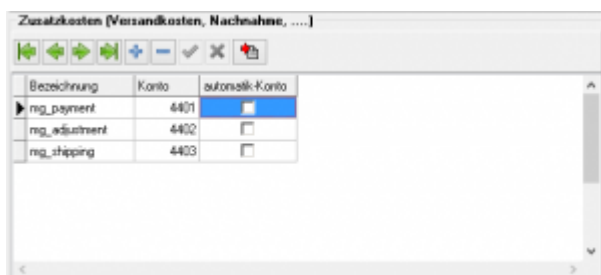 Zusatzkosten (Versandkosten, Nachnahme, ....)
Bezeichnung Konto automatik-Konto
mg_payment 4401
mg_adjustment 4402
mg_shipping 4403